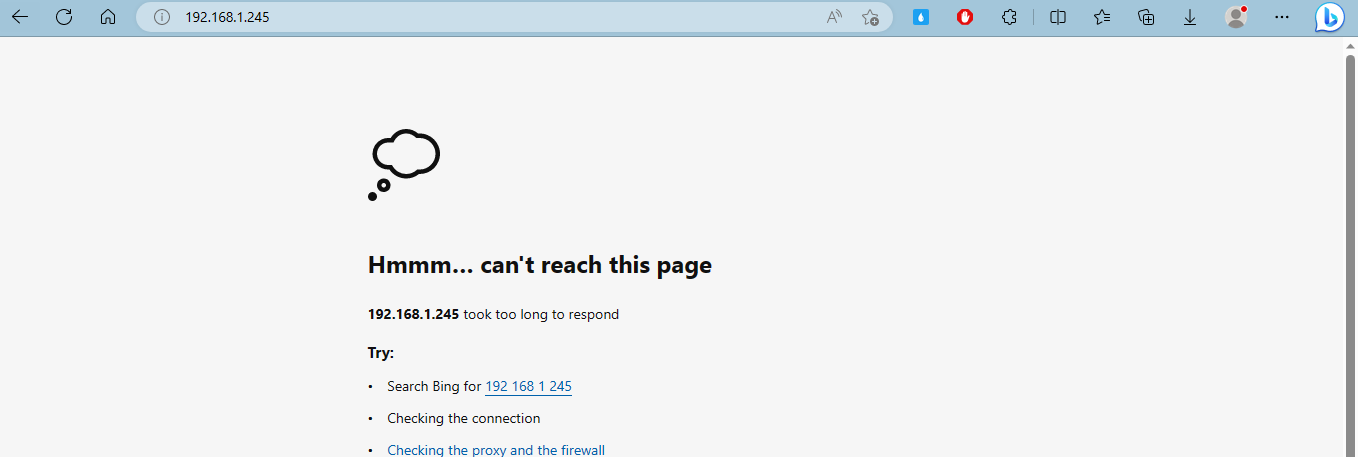 192.168.1.245
Hmmm... can't reach this page
192.168.1.245 took too long to respond
Try:
• Search Bing for 192 168 1 245
• Checking the connection
• Checking the proxy and the firewall